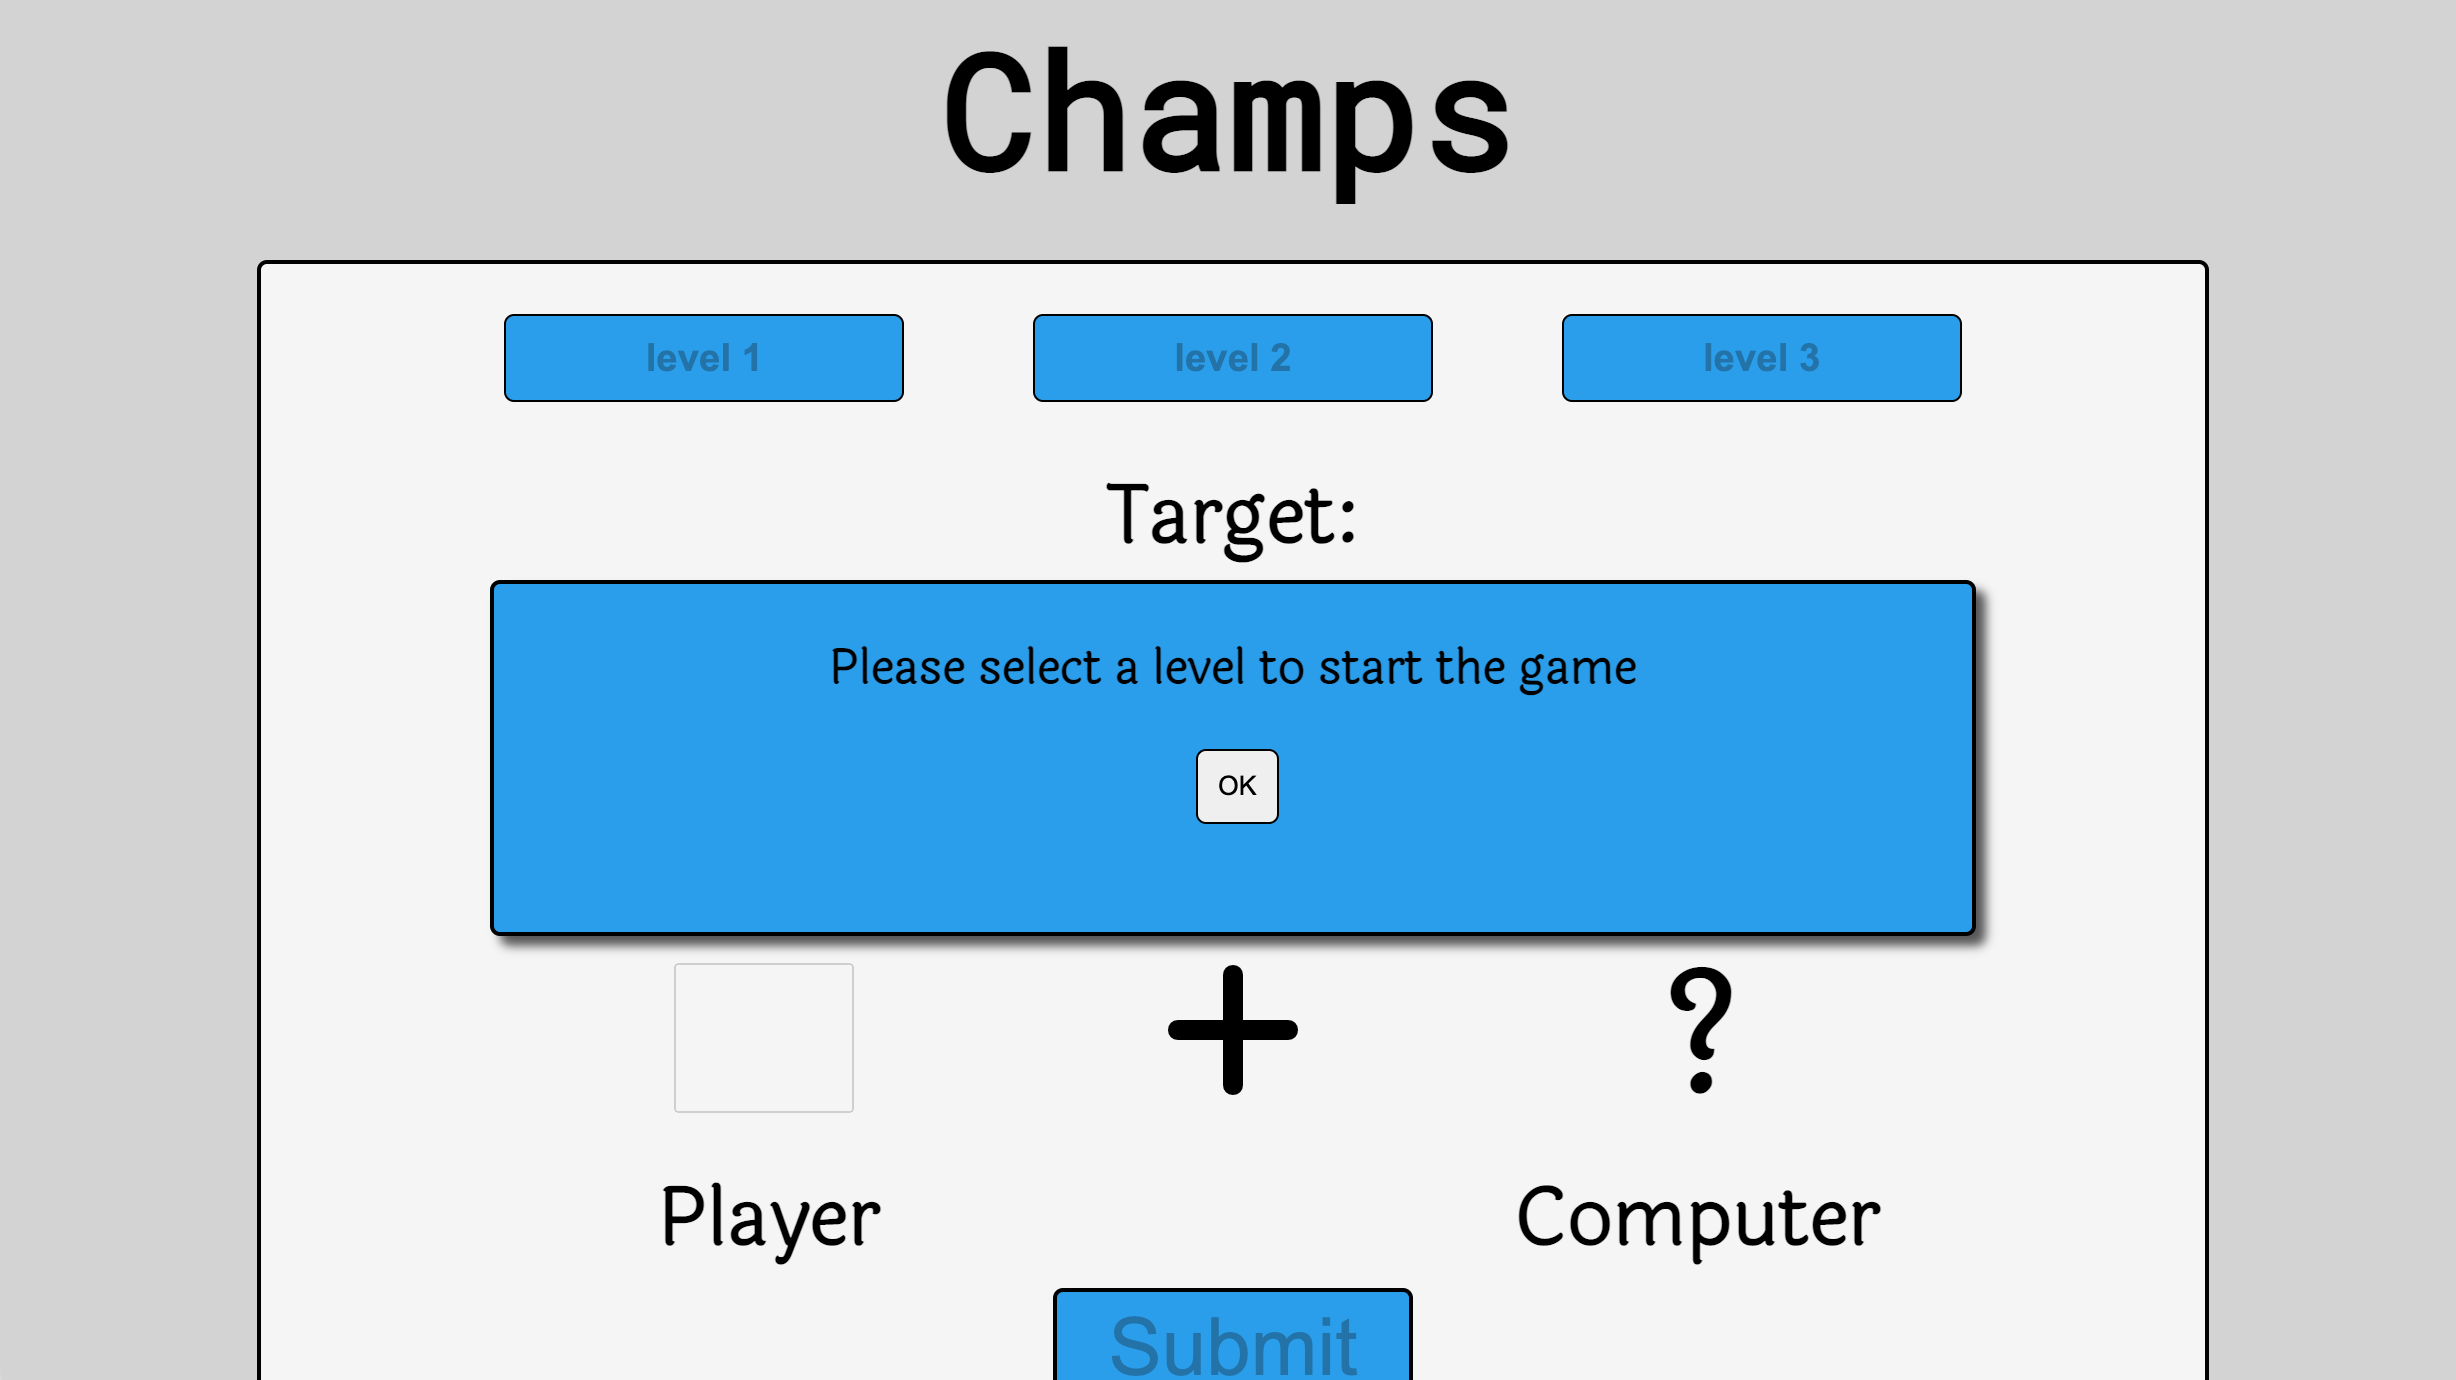 Champs
level 1 level 2 level 3
Target:
Please select a level to start the game
OK
+ ?
Player Computer
Submit